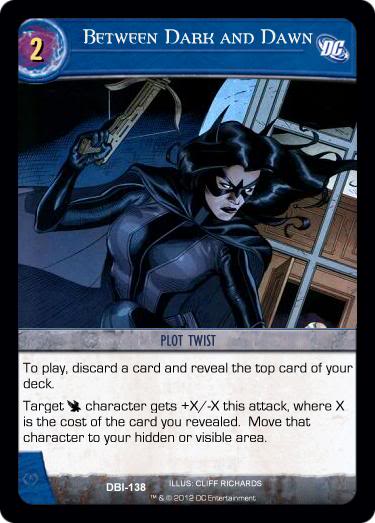 2
Between Dark and Dawn
DC
PLOT TWIST
To play, discard a card and reveal the top card of your
deck.
Target character gets +X/-X this attack, where X
is the cost of the card you revealed. Move that
character to your hidden or visible area.
DBI-138
ILLUS: CLIFF RICHARDS
™ & © 2012 DC Entertainment